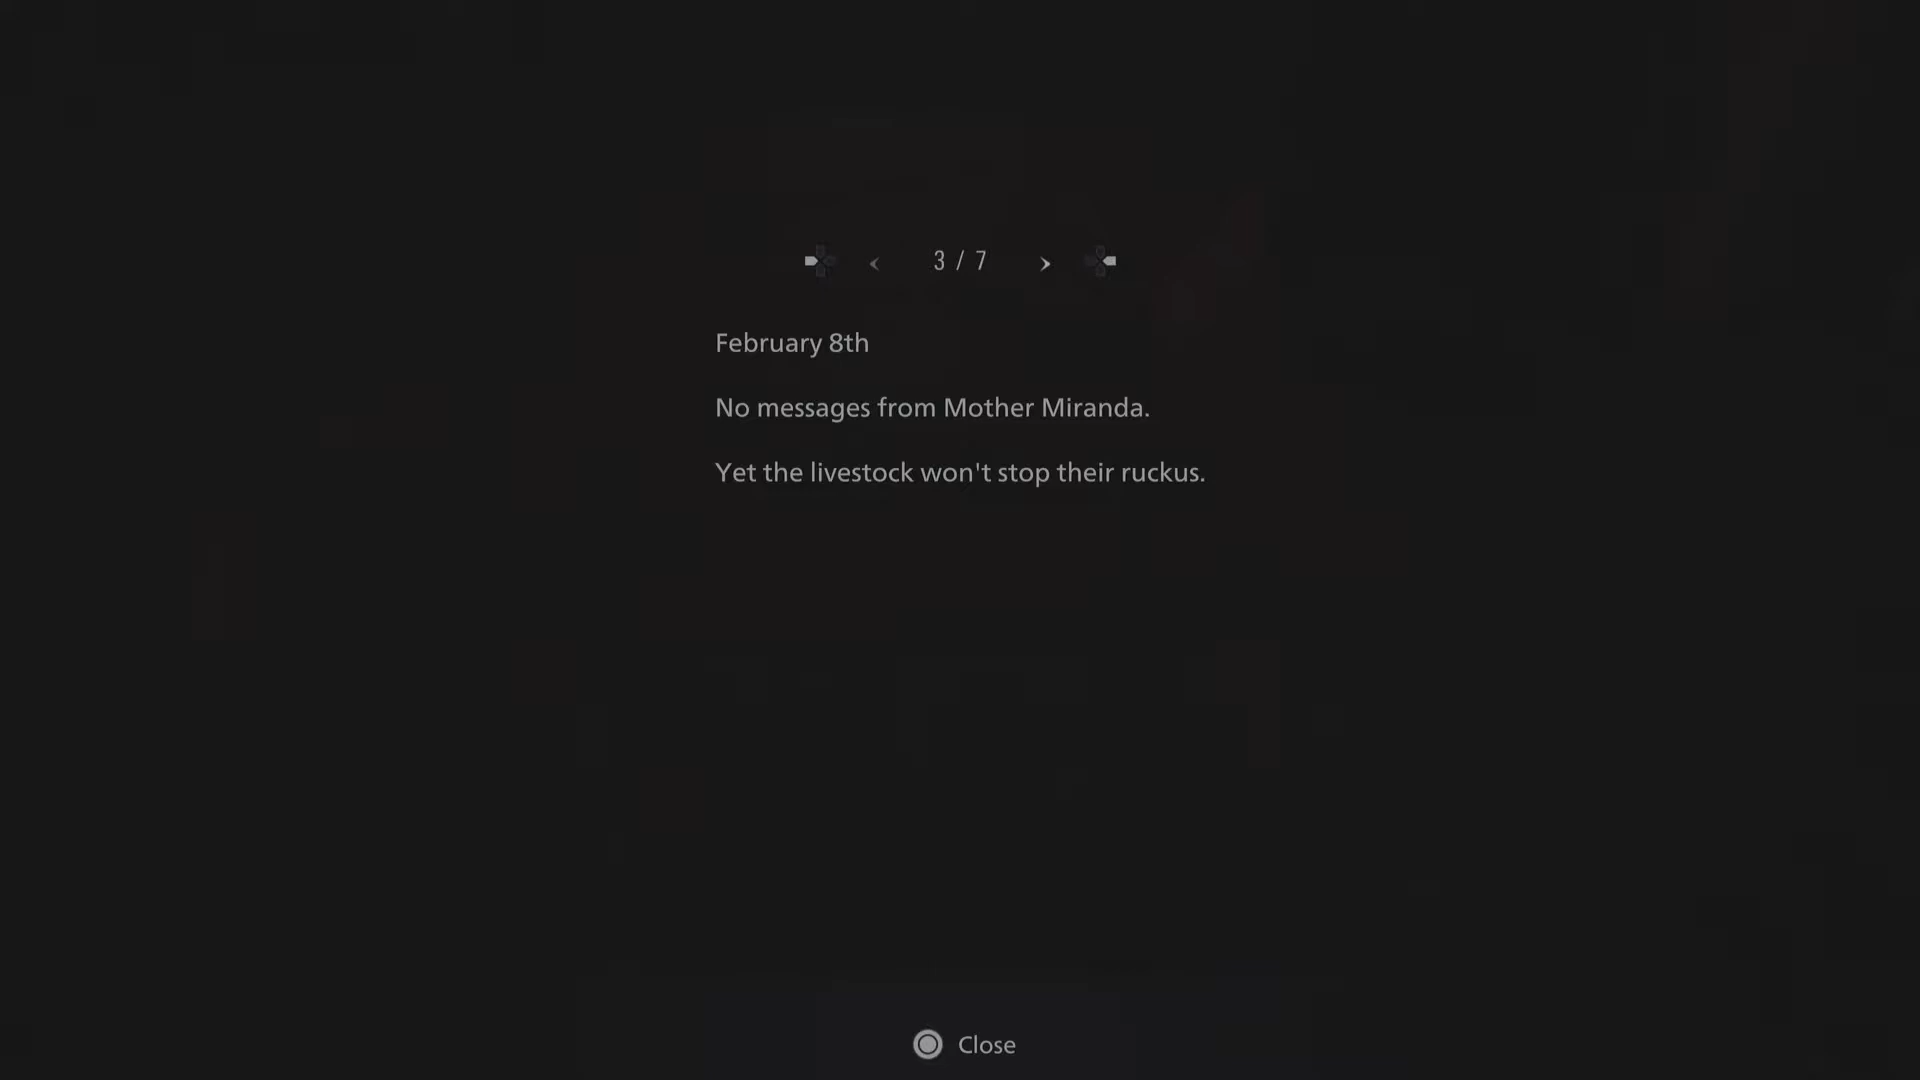 3 / 7
February 8th
No messages from Mother Miranda.
Yet the livestock won't stop their ruckus.
Close